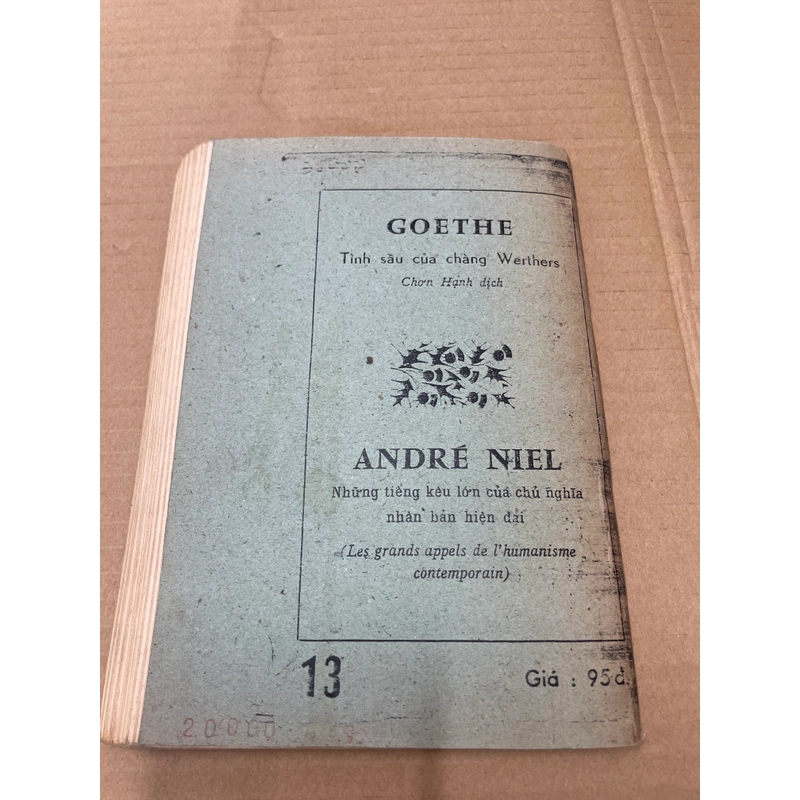 GOETHE
Tình sầu của chàng Werthers
Chơn Hạnh dịch
ANDRÉ NIEL
Những tiếng kêu lớn của chủ nghĩa
nhân bản hiện đại
(Les grands appels de l'humanisme
contemporain)
13
Giá : 95đ.
20000